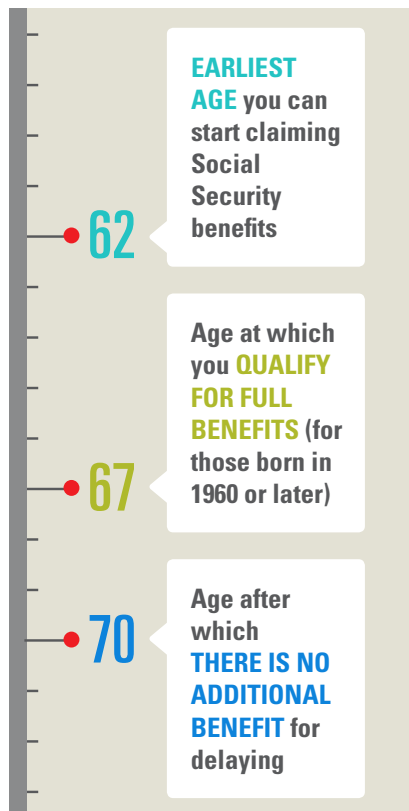 EARLIEST
AGE you can
start claiming
Social
Security
benefits
62
Age at which
you QUALIFY
FOR FULL
BENEFITS (for
those born in
1960 or later)
67
Age after
which
THERE IS NO
ADDITIONAL
BENEFIT for
delaying
70